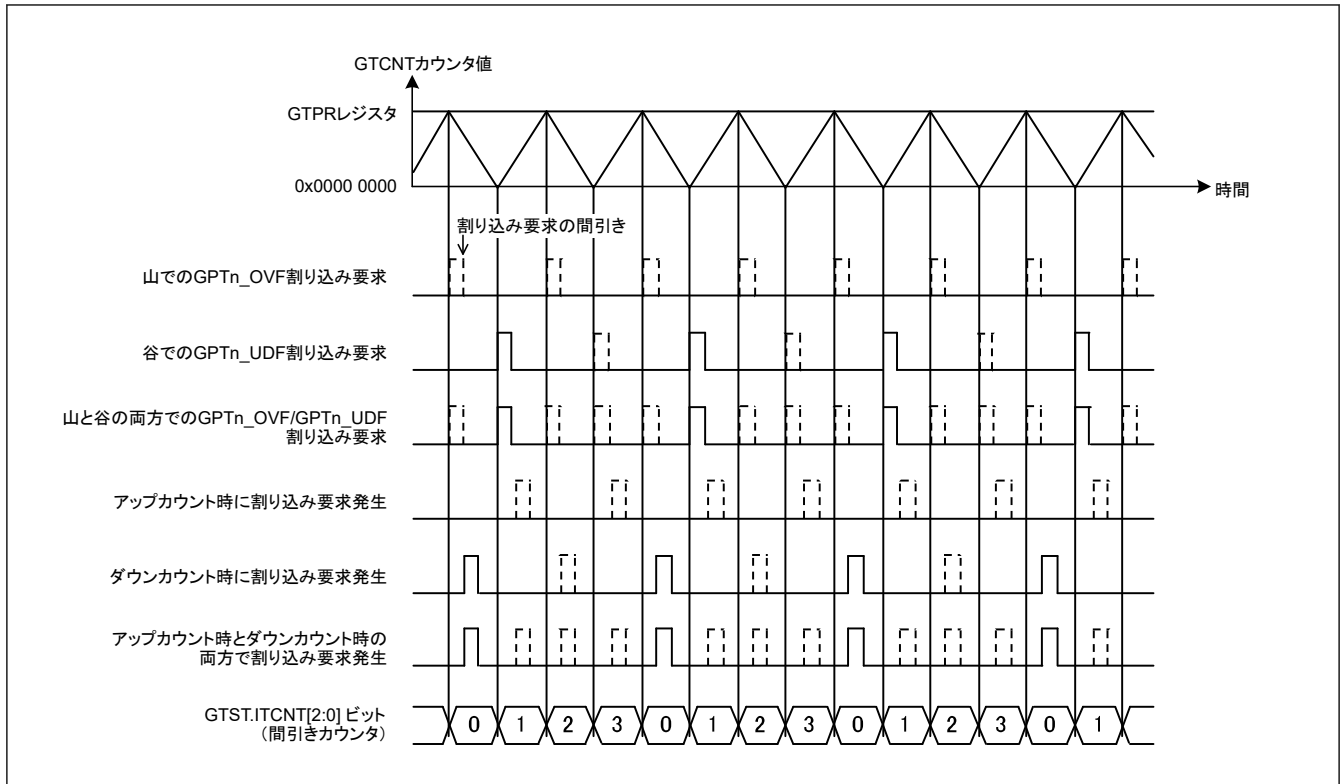 GTCNTカウンタ値
GTPRレジスタ
0x0000 0000
時間
割り込み要求の間引き
山でのGPTn_OVF割り込み要求
谷でのGPTn_UDF割り込み要求
山と谷の両方でのGPTn_OVF/GPTn_UDF
割り込み要求
アップカウント時に割り込み要求発生
ダウンカウント時に割り込み要求発生
アップカウント時とダウンカウント時の
両方で割り込み要求発生
GTST.ITCNT[2:0] ビット
（間引きカウンタ）
0 1 2 3 0 1 2 3 0 1 2 3 0 1